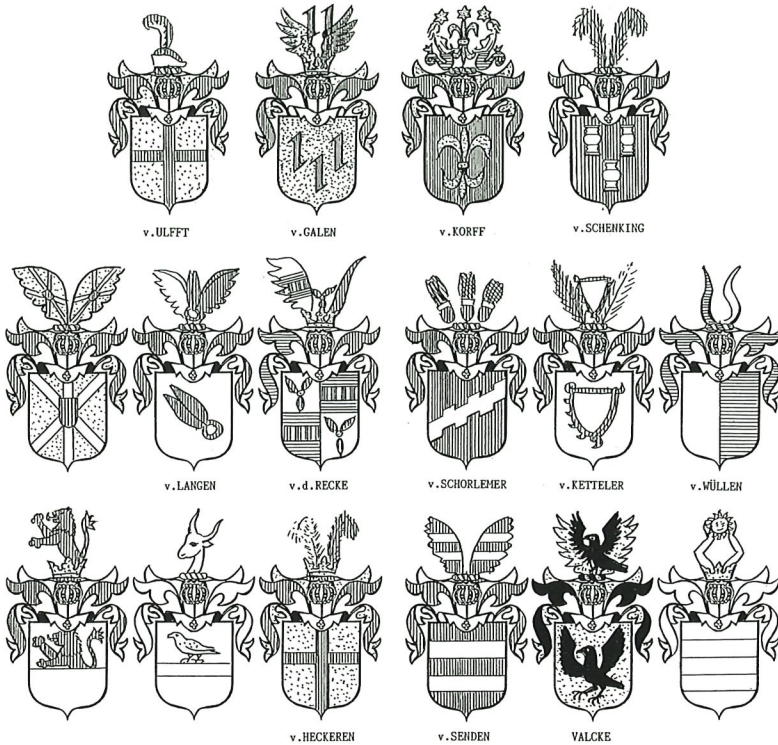 v.ULFFT v.GALEN v.KORFF v.SCHENKING
v.LANGEN v.d.RECKE v.SCHORLEMER v.KETTELER v.WÜLLEN
v.HECKEREN v.SENDEN VALCKE